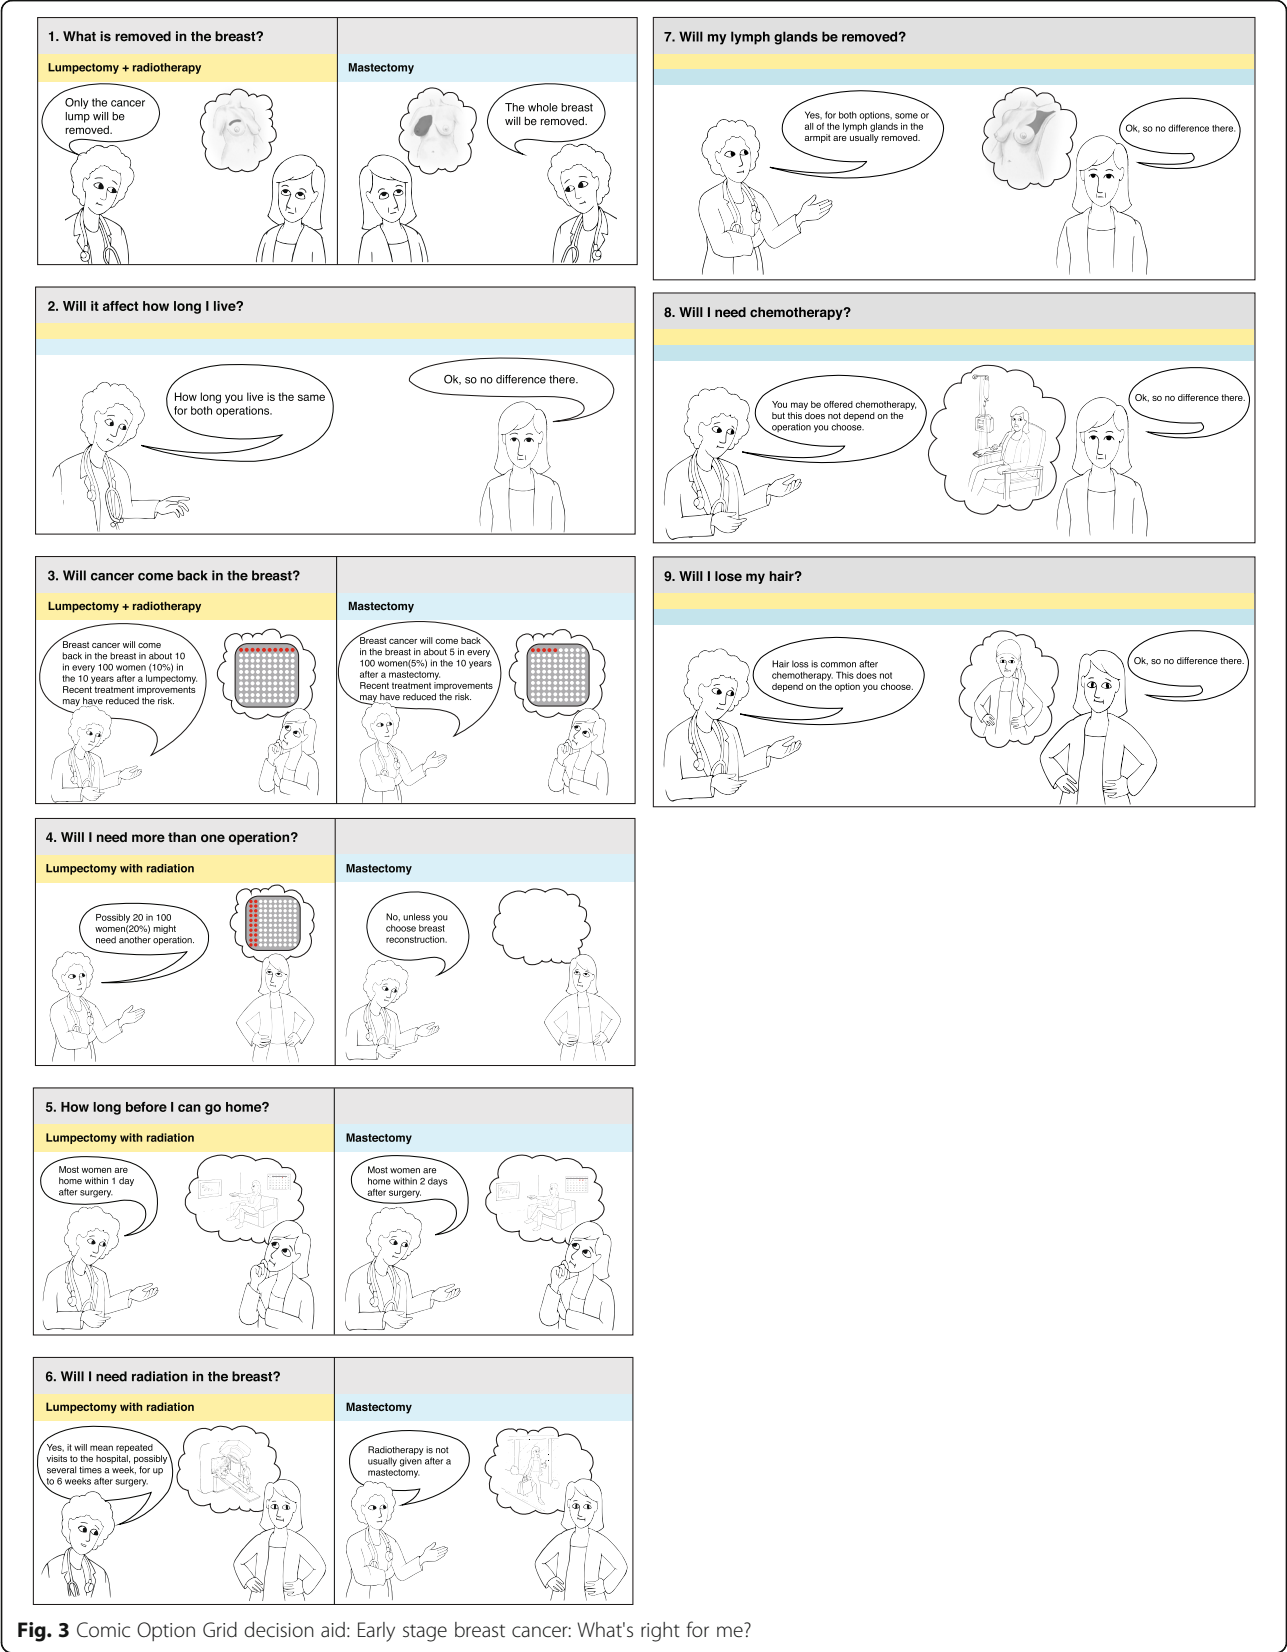 1. What is removed in the breast?
Lumpectomy + radiotherapy
Mastectomy
Only the cancer
lump will be
removed.
The whole breast
will be removed.
2. Will it affect how long I live?
How long you live is the same
for both operations.
Ok, so no difference there.
3. Will cancer come back in the breast?
Lumpectomy + radiotherapy
Mastectomy
Breast cancer will come
back in the breast in about 10
in every 100 women (10%) in
the 10 years after a lumpectomy.
Recent treatment improvements
may have reduced the risk.
Breast cancer will come back
in the breast in about 5 in every
100 women(5%) in the 10 years
after a mastectomy.
Recent treatment improvements
may have reduced the risk.
4. Will I need more than one operation?
Lumpectomy with radiation
Mastectomy
Possibly 20 in 100
women(20%) might
need another operation.
No, unless you
choose breast
reconstruction.
5. How long before I can go home?
Lumpectomy with radiation
Mastectomy
Most women are
home within 1 day
after surgery.
Most women are
home within 2 days
after surgery.
6. Will I need radiation in the breast?
Lumpectomy with radiation
Mastectomy
Yes, it will mean repeated
visits to the hospital, possibly
several times a week, for up
to 6 weeks after surgery.
Radiotherapy is not
usually given after a
mastectomy.
7. Will my lymph glands be removed?
Yes, for both options, some or
all of the lymph glands in the
armpit are usually removed.
Ok, so no difference there.
8. Will I need chemotherapy?
You may be offered chemotherapy,
but this does not depend on the
operation you choose.
Ok, so no difference there.
9. Will I lose my hair?
Hair loss is common after
chemotherapy. This does not
depend on the option you choose.
Ok, so no difference there.
Fig. 3 Comic Option Grid decision aid: Early stage breast cancer: What's right for me?